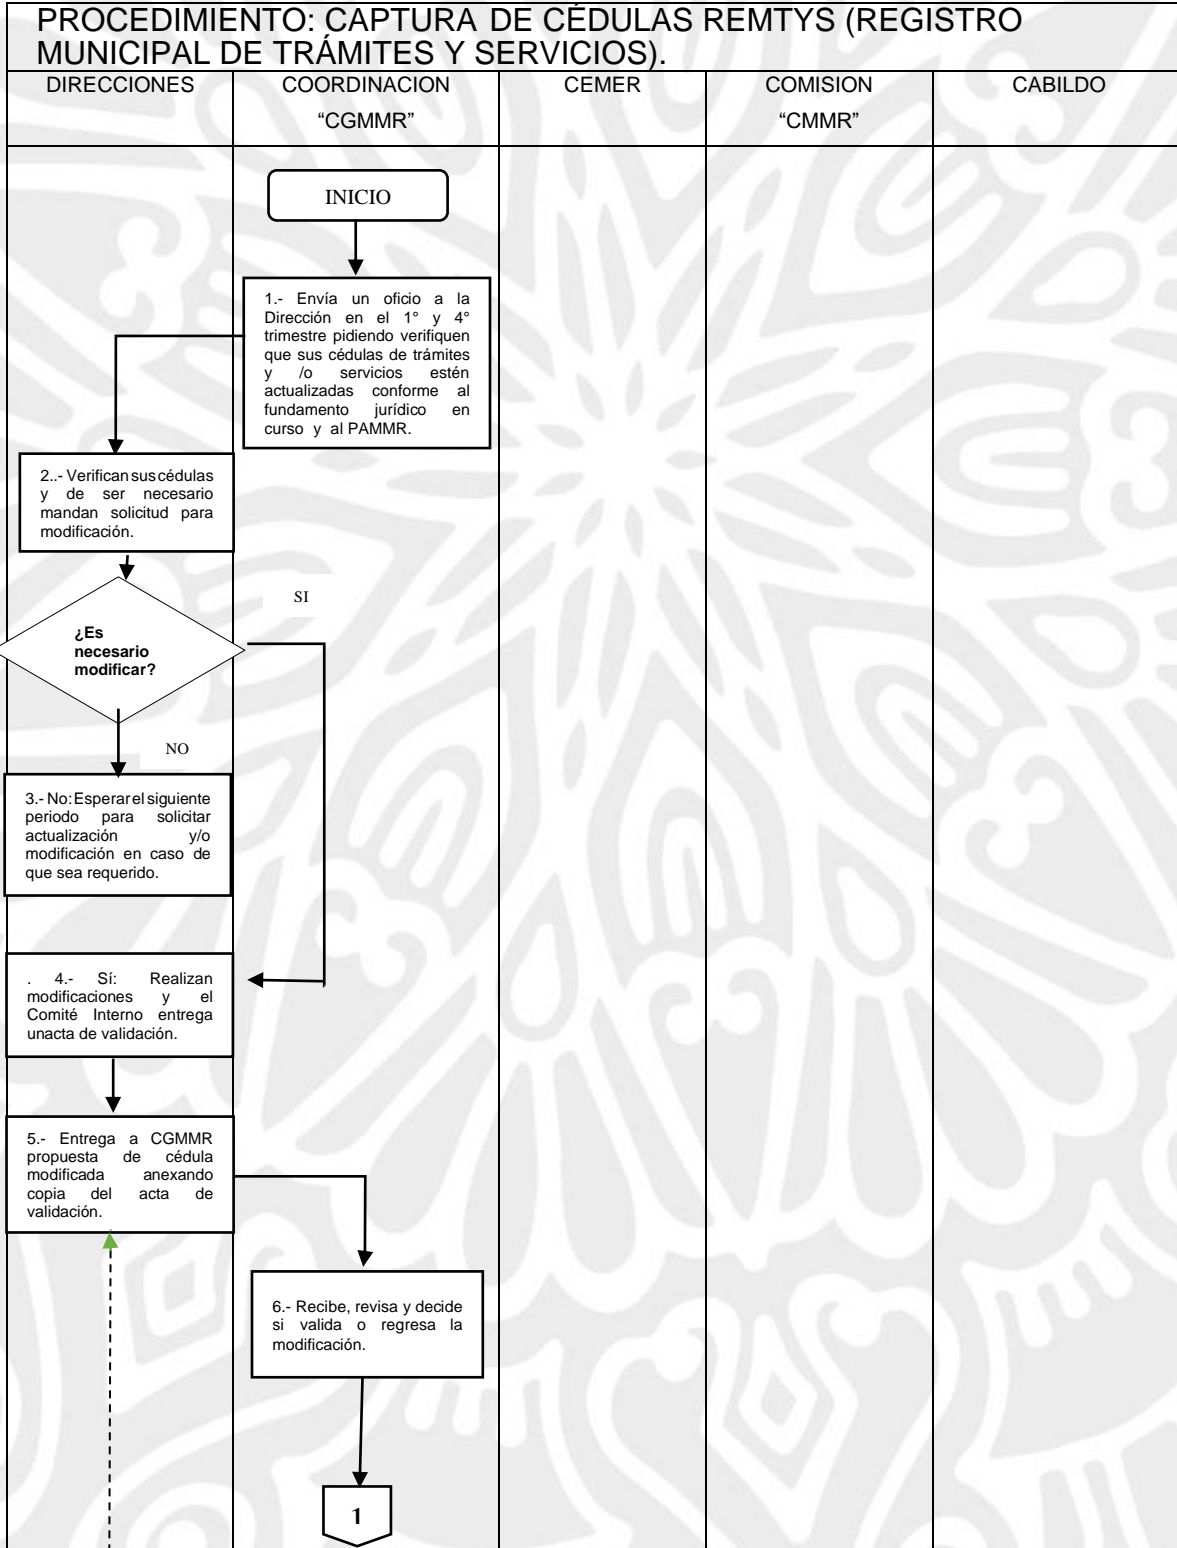 PROCEDIMIENTO: CAPTURA DE CÉDULAS REMTYS (REGISTRO
MUNICIPAL DE TRÁMITES Y SERVICIOS).
DIRECCIONES
COORDINACION
“CGMMR”
CEMER
COMISION
“CMMR”
CABILDO
INICIO
1.- Envía un oficio a la
Dirección en el 1° y 4°
trimestre pidiendo verifiquen
que sus cédulas de trámites
y /o servicios estén
actualizadas conforme al
fundamento jurídico en
curso y al PAMMR.
2..- Verifican sus cédulas
y de ser necesario
mandan solicitud para
modificación.
SI
¿Es
necesario
modificar?
NO
3.- No: Esperar el siguiente
periodo para solicitar
actualización y/o
modificación en caso de
que sea requerido.
. 4.- Sí: Realizan
modificaciones y el
Comité Interno entrega
unacta de validación.
5.- Entrega a CGMMR
propuesta de cédula
modificada anexando
copia del acta de
validación.
6.- Recibe, revisa y decide
si valida o regresa la
modificación.
1